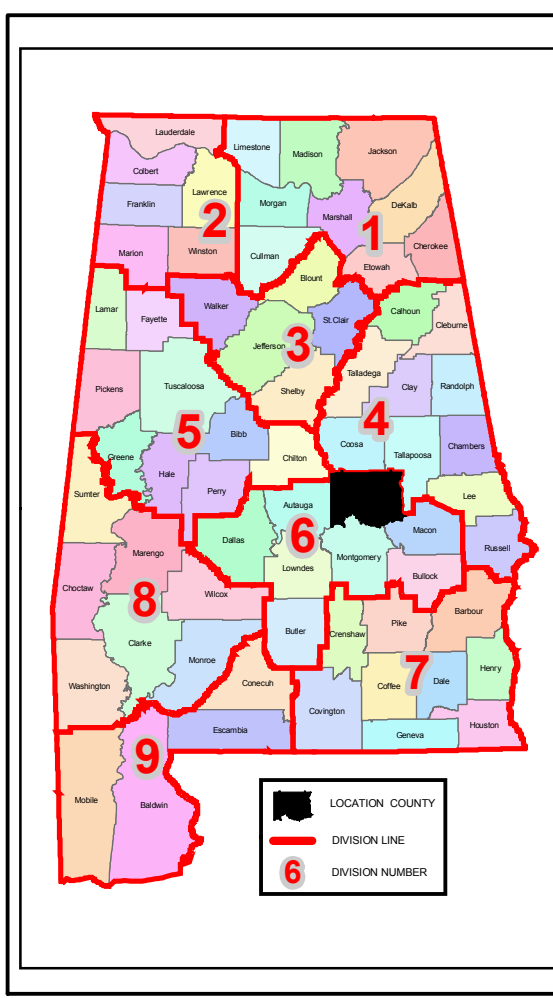 Lauderdale
Limestone
Madison
Jackson
Colbert
Lawrence
Franklin
Morgan
Marshall
DeKalb
2
1
Marion
Winston
Cullman
Cherokee
Etowah
Blount
Lamar
Fayette
Walker
St.Clair
Calhoun
Cleburne
Jefferson
3
Talladega
Pickens
Tuscaloosa
Shelby
Clay
Randolph
4
5
Bibb
Coosa
Tallapoosa
Chambers
Greene
Hale
Chilton
Sumter
Perry
Lee
Autauga
6
Macon
Dallas
Marengo
Montgomery
Russell
Lowndes
Bullock
Choctaw
8
Wilcox
Barbour
Butler
Crenshaw
Pike
Clarke
Monroe
7
Henry
Washington
Conecuh
Coffee
Dale
Covington
Houston
Escambia
Geneva
9
Mobile
Baldwin
LOCATION COUNTY
DIVISION LINE
6 DIVISION NUMBER